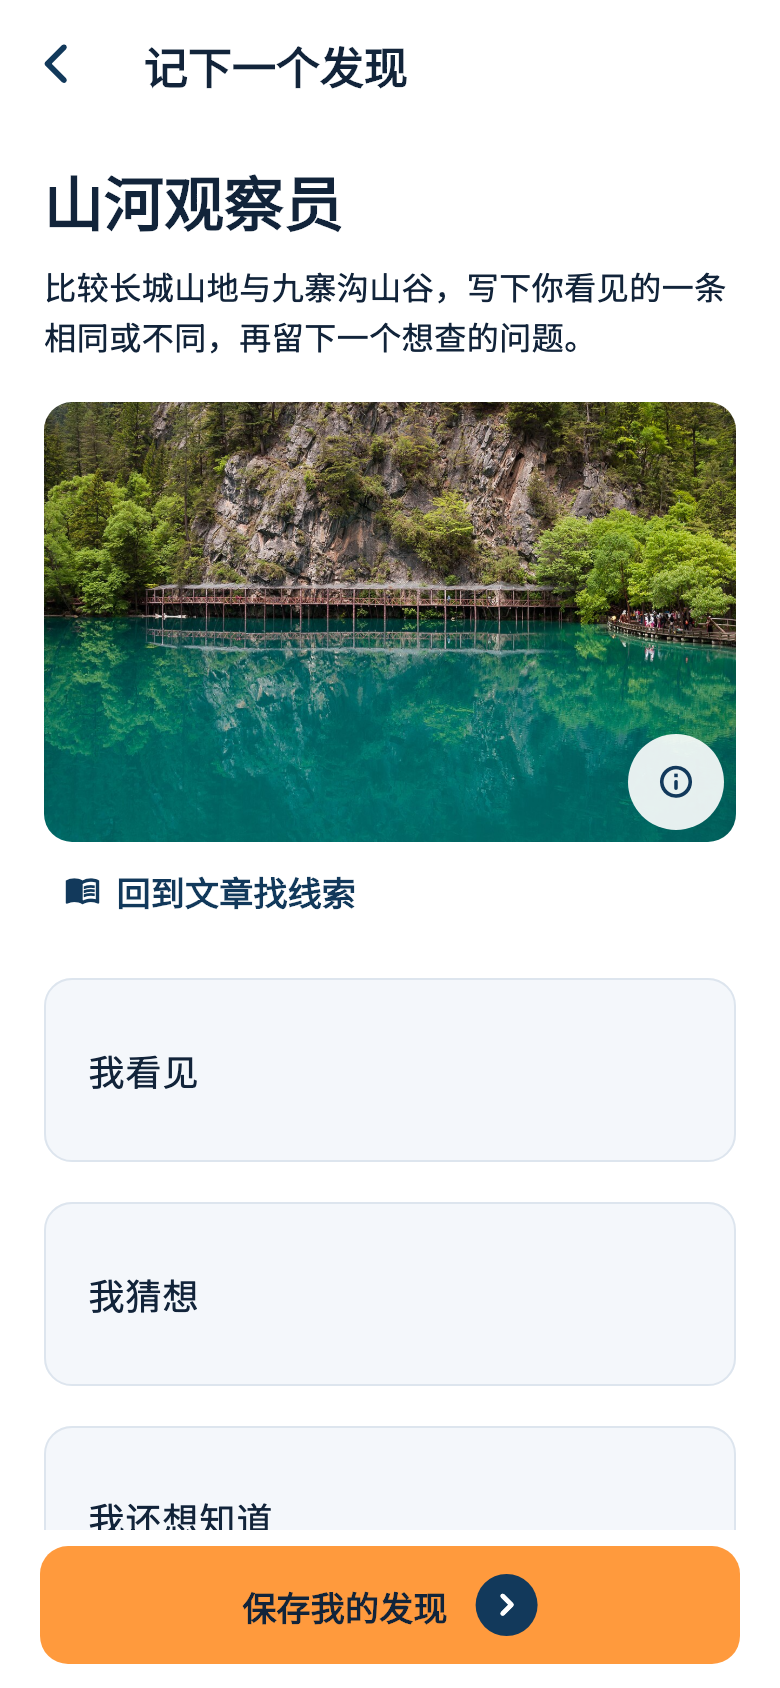 记下一个发现
山河观察员
比较长城山地与九寨沟山谷，写下你看见的一条
相同或不同，再留下一个想查的问题。
回到文章找线索
我看见
我猜想
我还想知道
保存我的发现